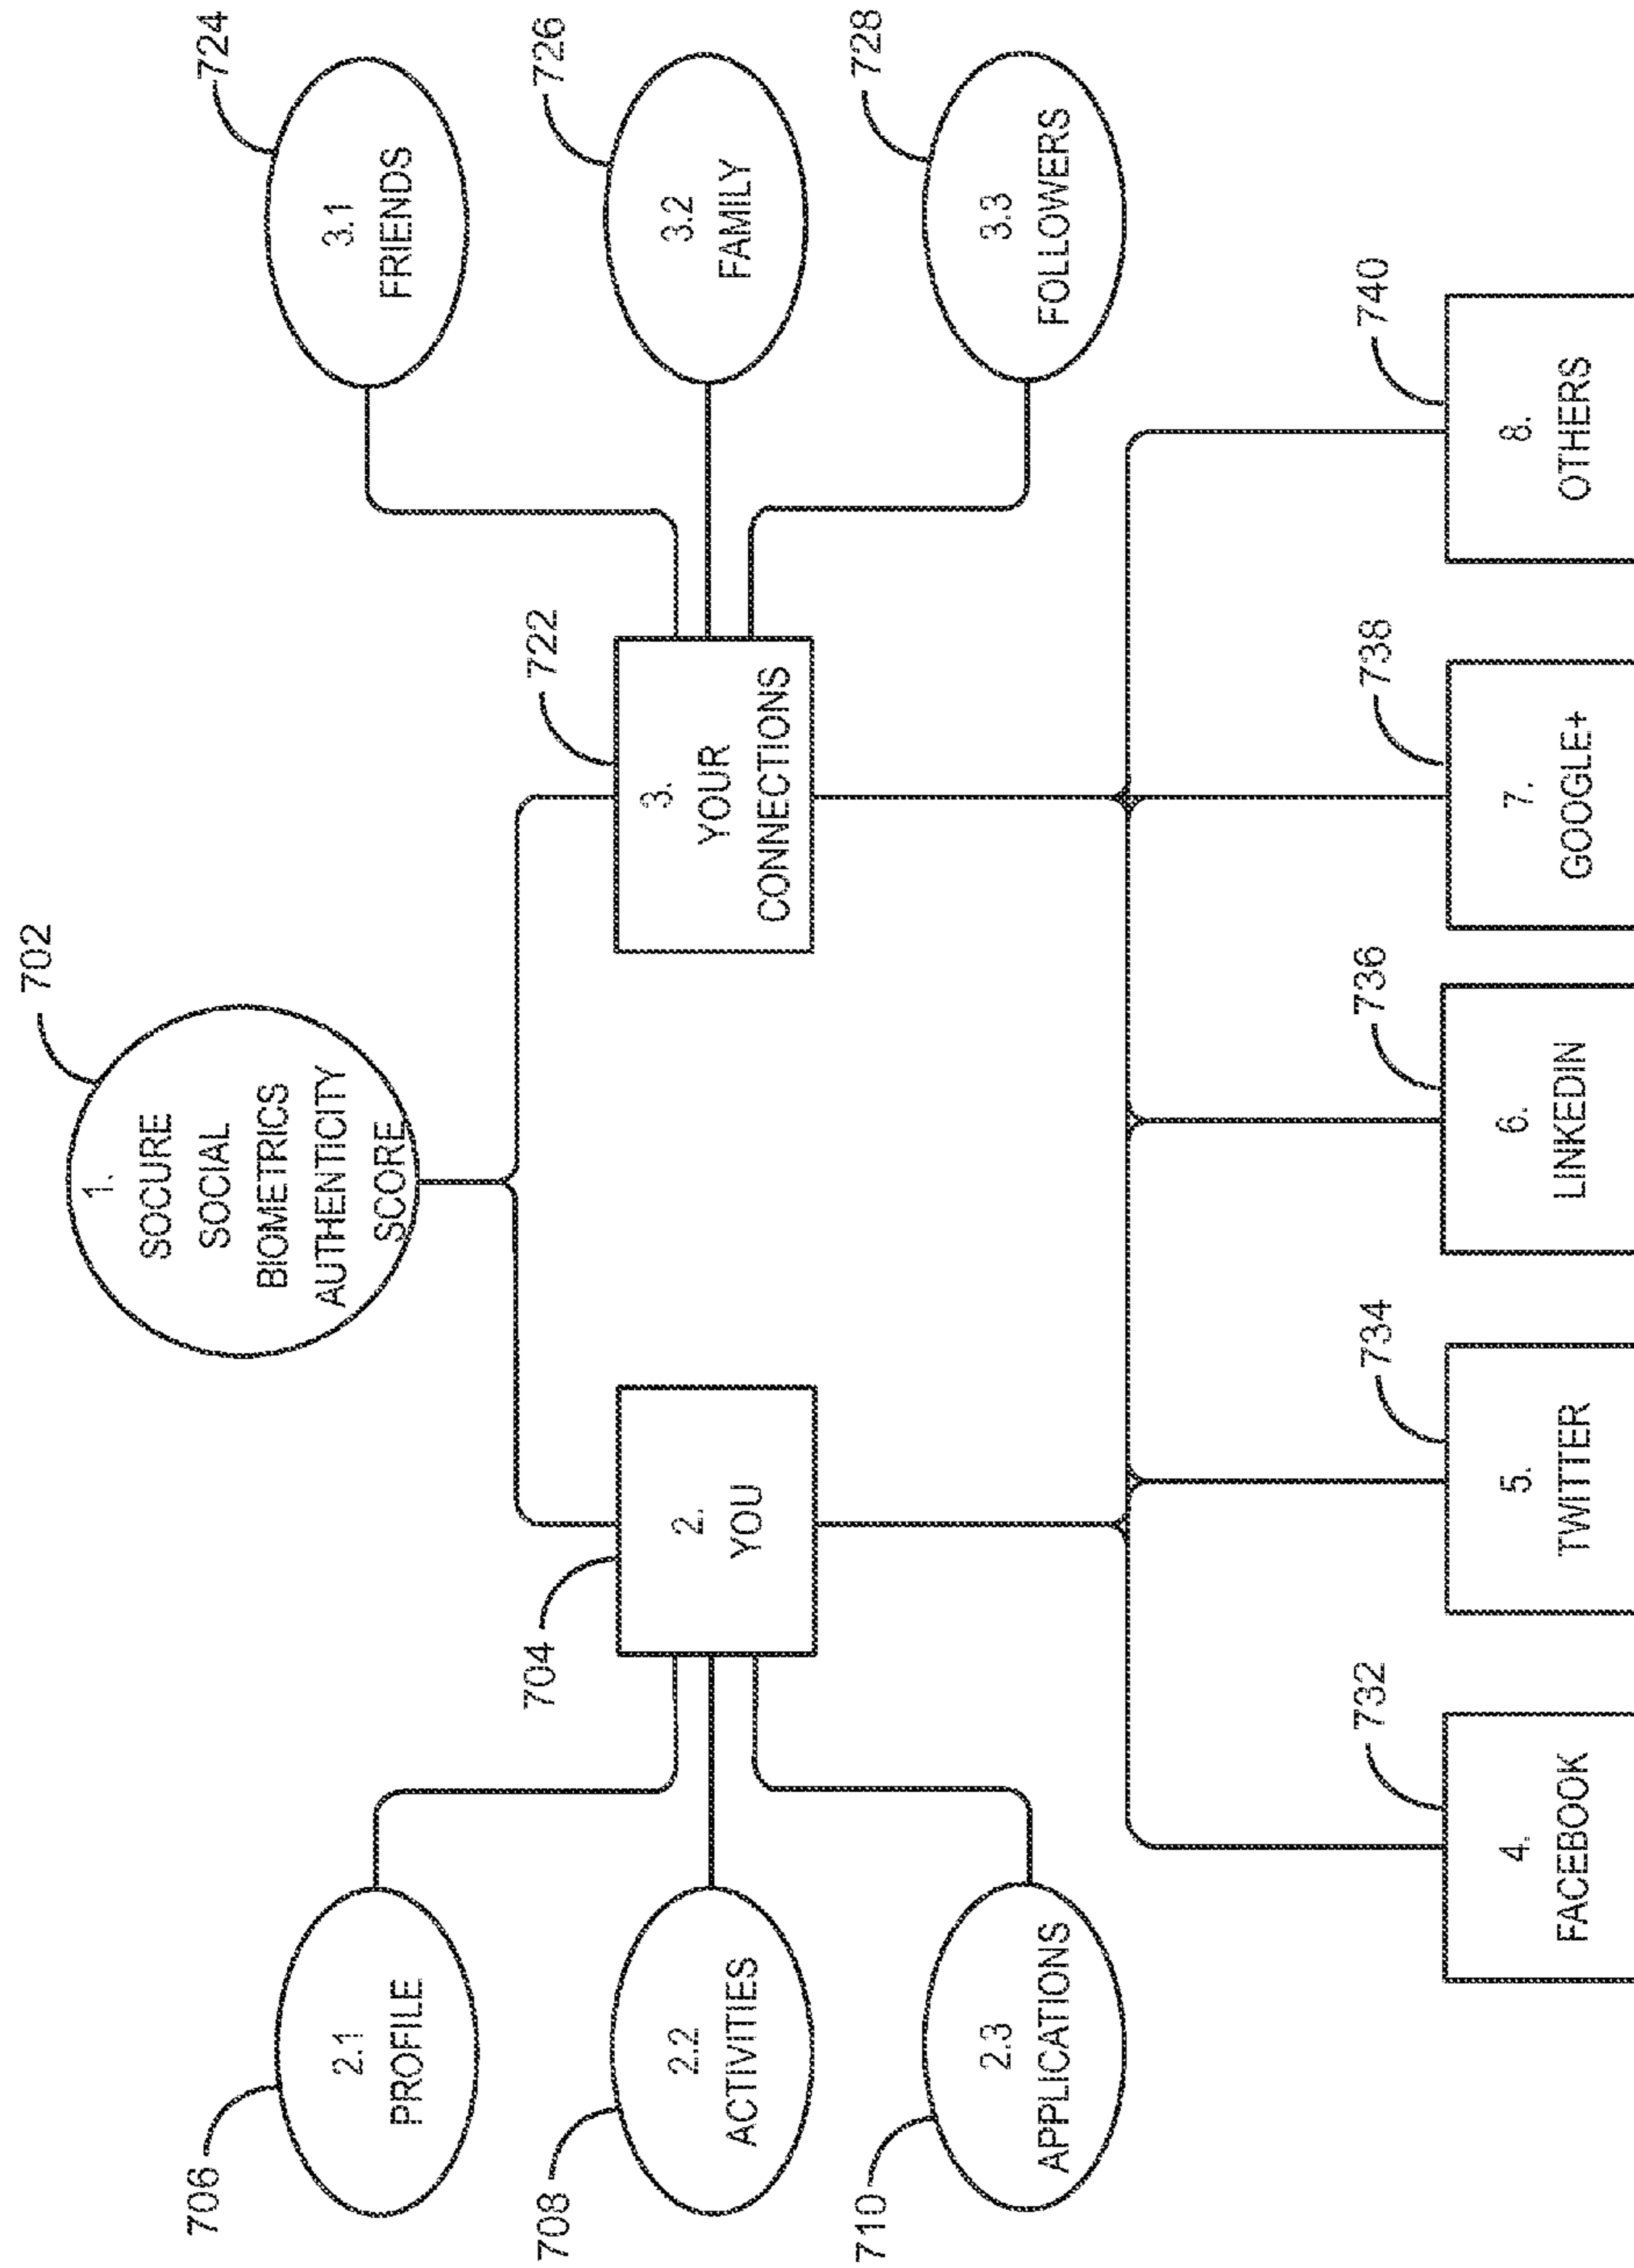 702
1.
SOCURE
SOCIAL
BIOMETRICS
AUTHENTICITY
SCORE
706
2.1
PROFILE
708
2.2
ACTIVITIES
710
2.3
APPLICATIONS
704
2.
YOU
722
3.
YOUR
CONNECTIONS
724
3.1
FRIENDS
726
3.2
FAMILY
728
3.3
FOLLOWERS
732
4.
FACEBOOK
734
5.
TWITTER
736
6.
LINKEDIN
738
7.
GOOGLE+
740
8.
OTHERS